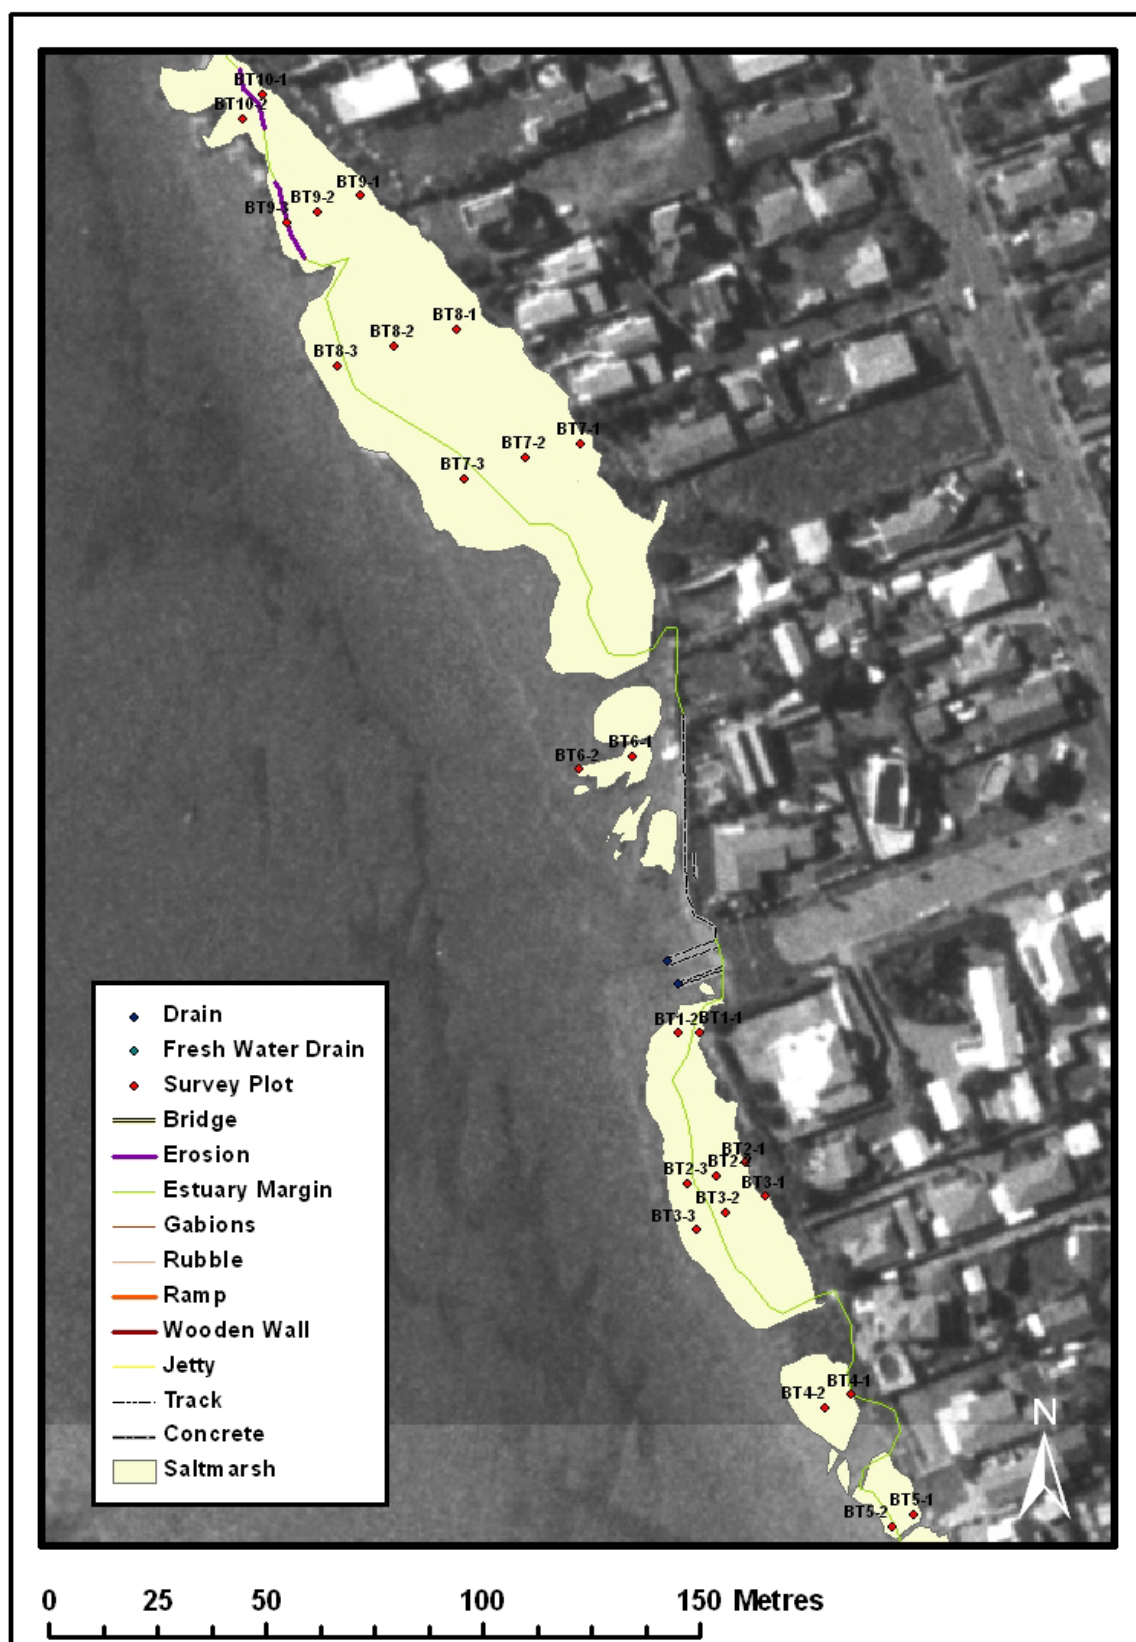 BT10-1
BT10-2
BT9-1
BT9-2
BT9-3
BT8-1
BT8-2
BT8-3
BT7-1
BT7-2
BT7-3
BT6-1
BT6-2
BT1-2 BT1-1
BT2-1
BT2-2
BT2-3
BT3-1
BT3-2
BT3-3
BT4-1
BT4-2
BT5-1
BT5-2
Drain
Fresh Water Drain
Survey Plot
Bridge
Erosion
Estuary Margin
Gabions
Rubble
Ramp
Wooden Wall
Jetty
Track
Concrete
Saltmarsh
N
0 25 50 100 150 Metres